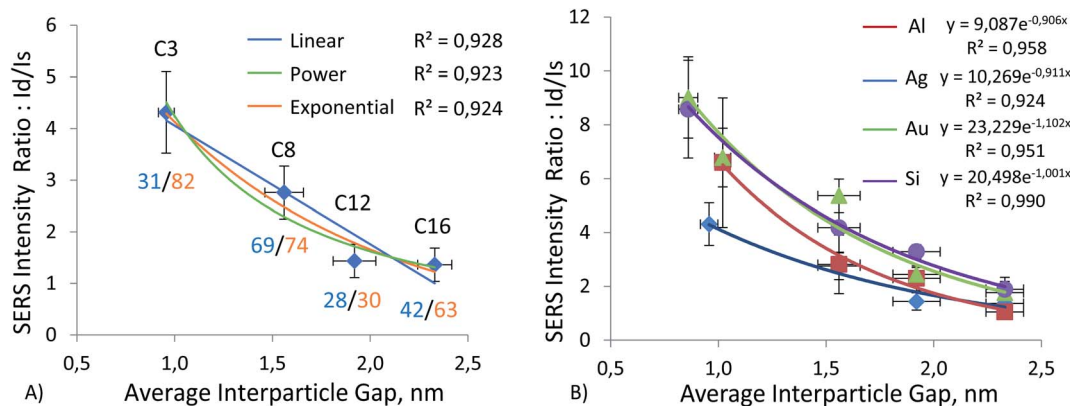 SERS Intensity Ratio : Id/Is
6
5
4
3
2
1
0
0,5
1,0
1,5
2,0
2,5
Average Interparticle Gap, nm
A)
C3
C8
C12
C16
31/82
69/74
28/30
42/63
Linear R² = 0,928
Power R² = 0,923
Exponential R² = 0,924
SERS Intensity Ratio : Id/Is
12
10
8
6
4
2
0
0,5
1,0
1,5
2,0
2,5
Average Interparticle Gap, nm
B)
Al y = 9,087e^-0,906x
R² = 0,958
Ag y = 10,269e^-0,911x
R² = 0,924
Au y = 23,229e^-1,102x
R² = 0,951
Si y = 20,498e^-1,001x
R² = 0,990